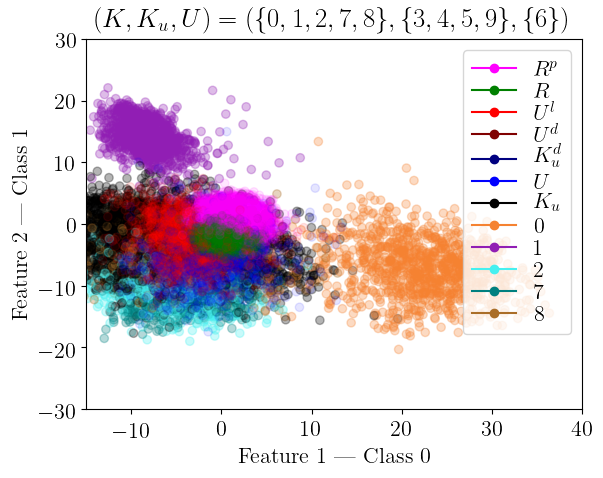 (K, K_u, U) = ({0, 1, 2, 7, 8}, {3, 4, 5, 9}, {6})
30
20
10
0
−10
−20
−30
Feature 2 — Class 1
R^p
R
U^l
U^d
K_u^d
U
K_u
0
1
2
7
8
−10
0
10
20
30
40
Feature 1 — Class 0